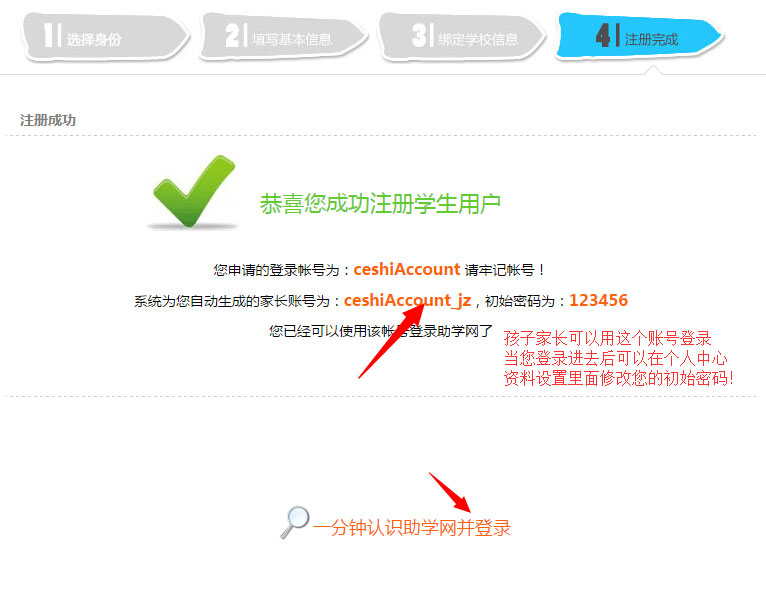 1 选择身份
2 填写基本信息
3 绑定学校信息
4 注册完成
注册成功
恭喜您成功注册学生用户
您申请的登录帐号为：ceshiAccount 请牢记帐号！
系统为您自动生成的家长账号为：ceshiAccount_jz，初始密码为：123456
您已经可以使用该帐号登录助学网了
孩子家长可以用这个账号登录
当您登录进去后可以在个人中心
资料设置里面修改您的初始密码!
一分钟认识助学网并登录